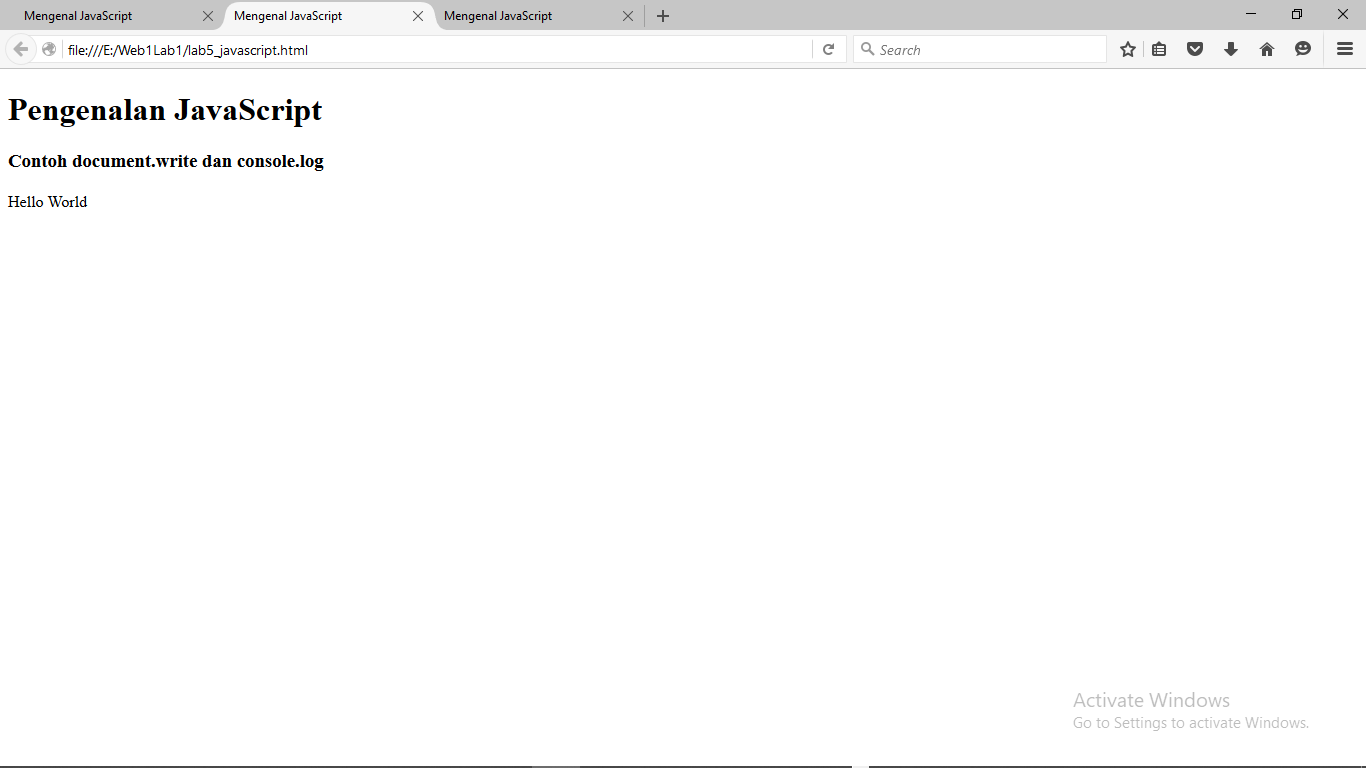 Mengenal JavaScript
Mengenal JavaScript
Mengenal JavaScript
file:///E:/Web1Lab1/lab5_javascript.html
Search
Pengenalan JavaScript
Contoh document.write dan console.log
Hello World
Activate Windows
Go to Settings to activate Windows.